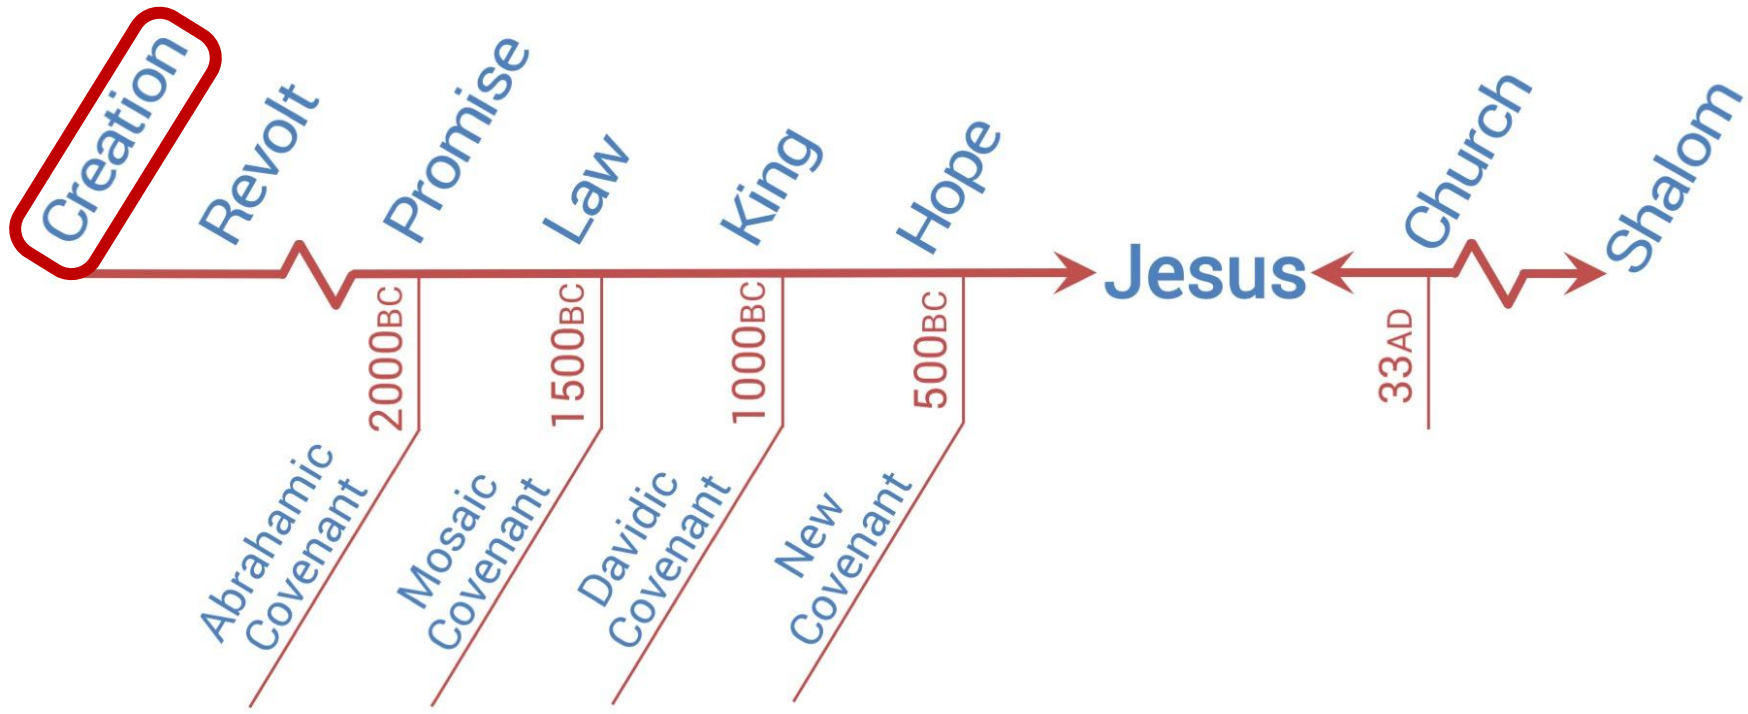 Creation
Revolt
Promise
Law
King
Hope
Jesus
Church
Shalom
2000BC
1500BC
1000BC
500BC
33AD
Abrahamic
Covenant
Mosaic
Covenant
Davidic
Covenant
New
Covenant